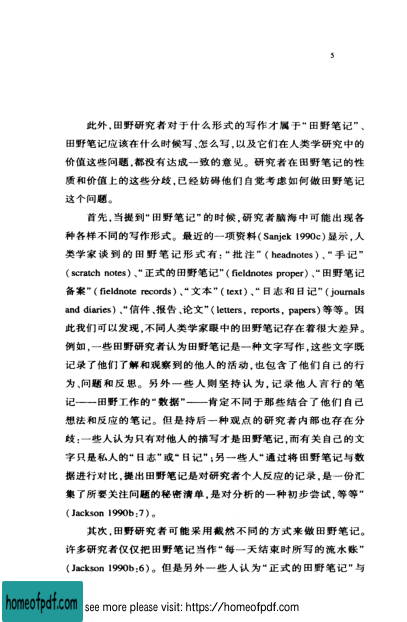 5
此外,田野研究者对于什么形式的写作才属于“田野笔记”、
田野笔记应该在什么时候写、怎么写,以及它们在人类学研究中的
价值这些问题,都没有达成一致的意见。研究者在田野笔记的性
质和价值上的这些分歧,已经妨碍他们自觉考虑如何做田野笔记
这个问题。
首先,当提到“田野笔记”的时候,研究者脑海中可能出现各
种各样不同的写作形式。最近的一项资料(Sanjek 1990c)显示,人
类学家谈到的田野笔记形式有:“批注”(headnotes)、“手记”
(scratch notes)、“正式的田野笔记”(fieldnotes proper)、“田野笔记
备案”(fieldnote records)、“文本”(text)、“日志和日记”(journals
and diaries)、“信件、报告、论文”(letters, reports, papers)等等。因
此我们可以发现,不同人类学家眼中的田野笔记存在着很大差异。
例如,一些田野研究者认为田野笔记是一种文字写作,这些文字既
记录了他们了解和观察到的他人的活动,也包含了他们自己的行
为、问题和反思。另外一些人则坚持认为,记录他人言行的笔
记——田野工作的“数据”——肯定不同于那些结合了他们自己
想法和反应的笔记。但是持后一种观点的研究者内部也存在分
歧:一些人认为只有对他人的描写才是田野笔记,而有关自己的文
字只是私人的“日志”或“日记”;另一些人“通过将田野笔记与数
据进行对比,提出田野笔记是对研究者个人反应的记录,是一份汇
集了所要关注问题的秘密清单,是对分析的一种初步尝试,等等”
(Jackson 1990b:7)。
其次,田野研究者可能采用截然不同的方式来做田野笔记。
许多研究者仅仅把田野笔记当作“每一天结束时所写的流水账”
(Jackson 1990b:6)。但是另外一些人认为“正式的田野笔记”与
homeofpdf.com see more please visit: https://homeofpdf.com